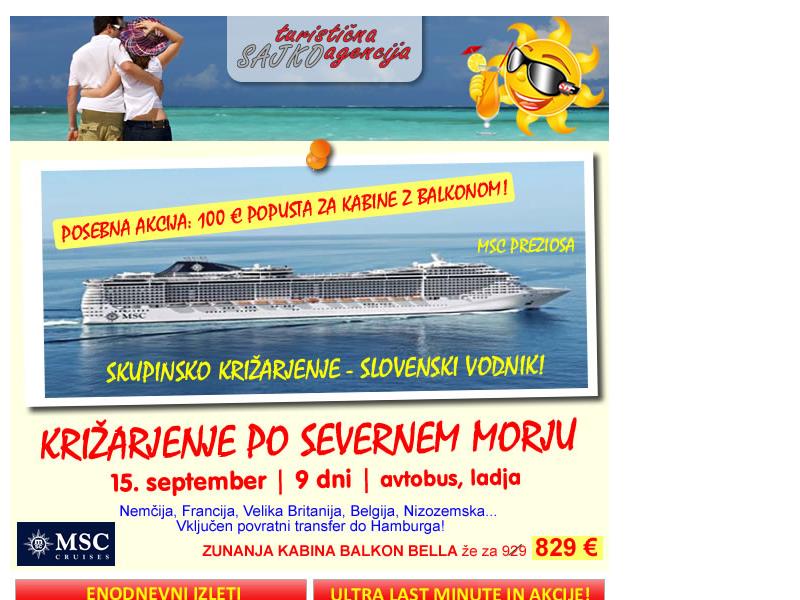 turistična
SAJKO agencija
POSEBNA AKCIJA: 100 € POPUSTA ZA KABINE Z BALKONOM!
MSC PREZIOSA
MSC
SKUPINSKO KRIŽARJENJE - SLOVENSKI VODNIK!
KRIŽARJENJE PO SEVERNEM MORJU
15. september | 9 dni | avtobus, ladja
Nemčija, Francija, Velika Britanija, Belgija, Nizozemska...
Vključen povratni transfer do Hamburga!
MSC
CRUISES
ZUNANJA KABINA BALKON BELLA že za 929 829 €
ENODNEVNI IZLETI
ULTRA LAST MINUTE IN AKCIJE!